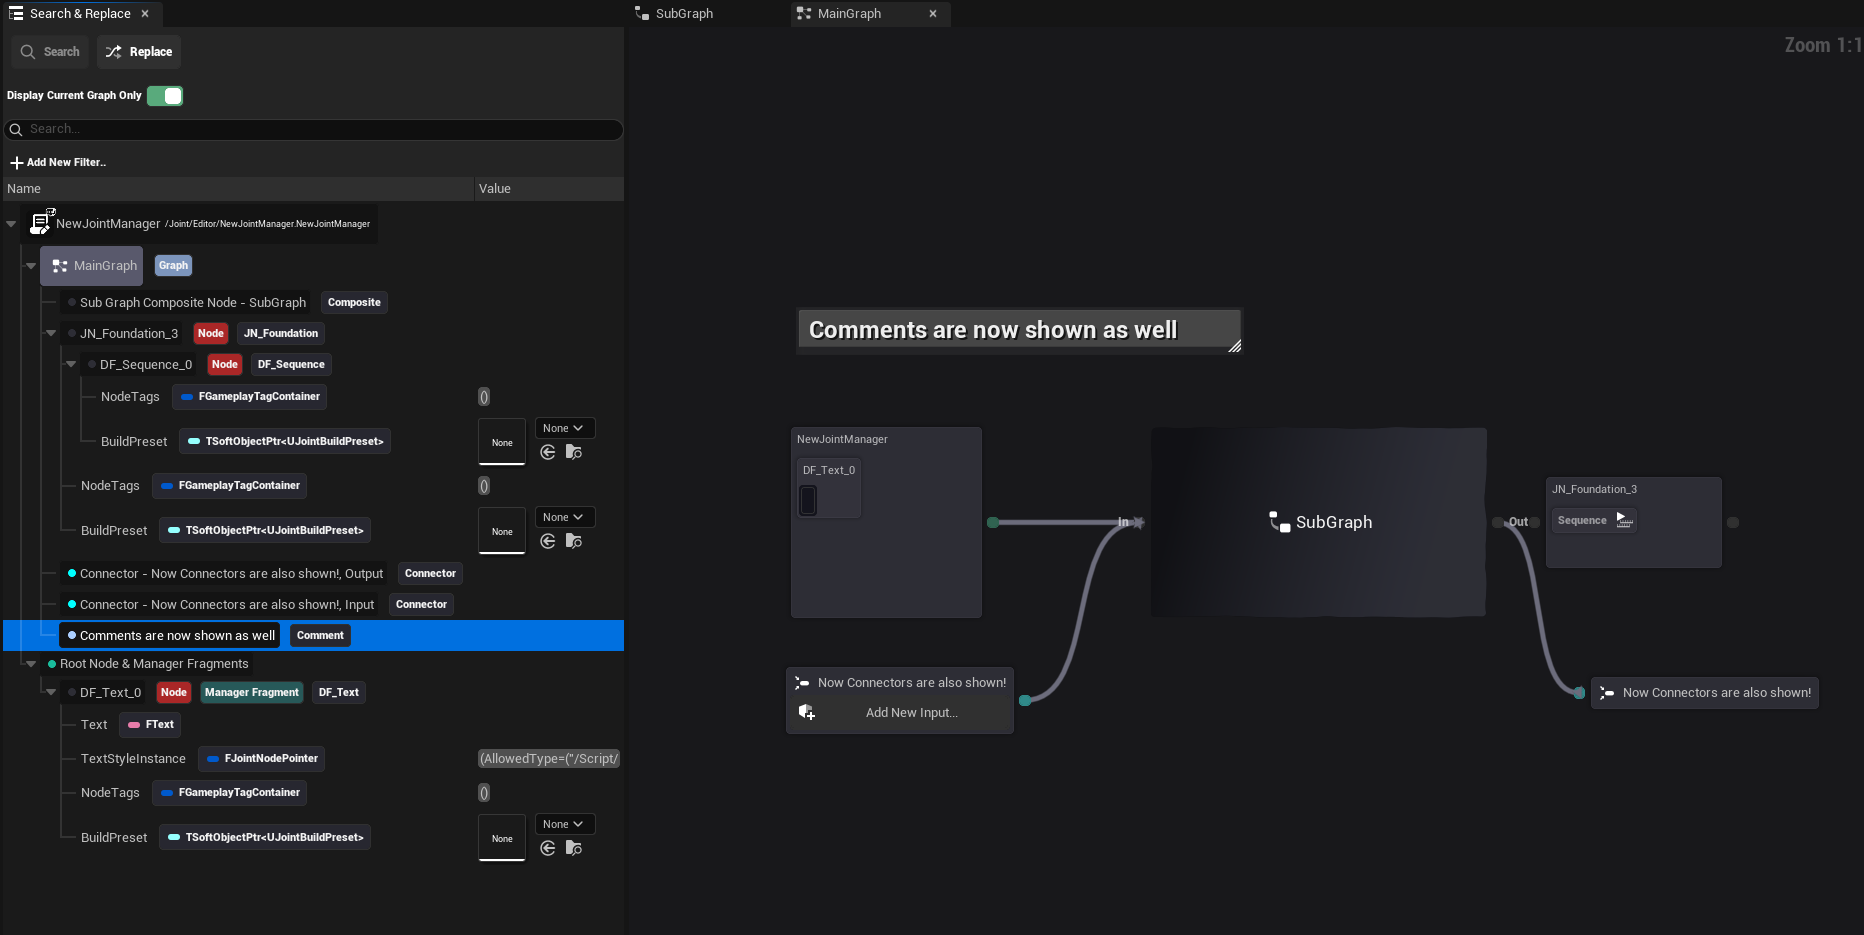 Search & Replace
SubGraph
MainGraph
Search
Replace
Zoom 1:1
Display Current Graph Only
Search...
Add New Filter..
Name
Value
NewJointManager /Joint/Editor/NewJointManager.NewJointManager
MainGraph
Graph
Sub Graph Composite Node - SubGraph
Composite
JN_Foundation_3
Node
JN_Foundation
DF_Sequence_0
Node
DF_Sequence
NodeTags
FGameplayTagContainer
()
BuildPreset
TSoftObjectPtr<UJointBuildPreset>
None
None
NodeTags
FGameplayTagContainer
()
BuildPreset
TSoftObjectPtr<UJointBuildPreset>
None
None
Connector - Now Connectors are also shown!, Output
Connector
Connector - Now Connectors are also shown!, Input
Connector
Comments are now shown as well
Comment
Root Node & Manager Fragments
DF_Text_0
Node
Manager Fragment
DF_Text
Text
FText
TextStyleInstance
FJointNodePointer
(AllowedType=("/Script/
NodeTags
FGameplayTagContainer
()
BuildPreset
TSoftObjectPtr<UJointBuildPreset>
None
None
Comments are now shown as well
NewJointManager
DF_Text_0
In
SubGraph
Out
JN_Foundation_3
Sequence
Now Connectors are also shown!
Add New Input...
Now Connectors are also shown!